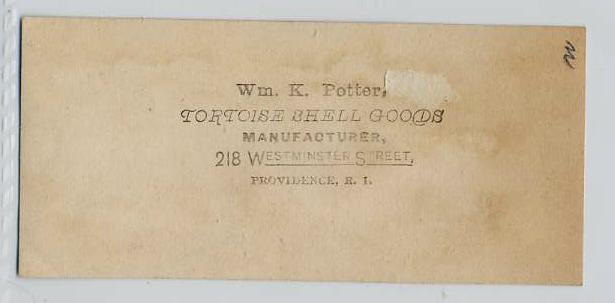 Wm. K. Potter,
TORTOISE SHELL GOODS
MANUFACTURER,
218 WESTMINSTER STREET,
PROVIDENCE, R. I.